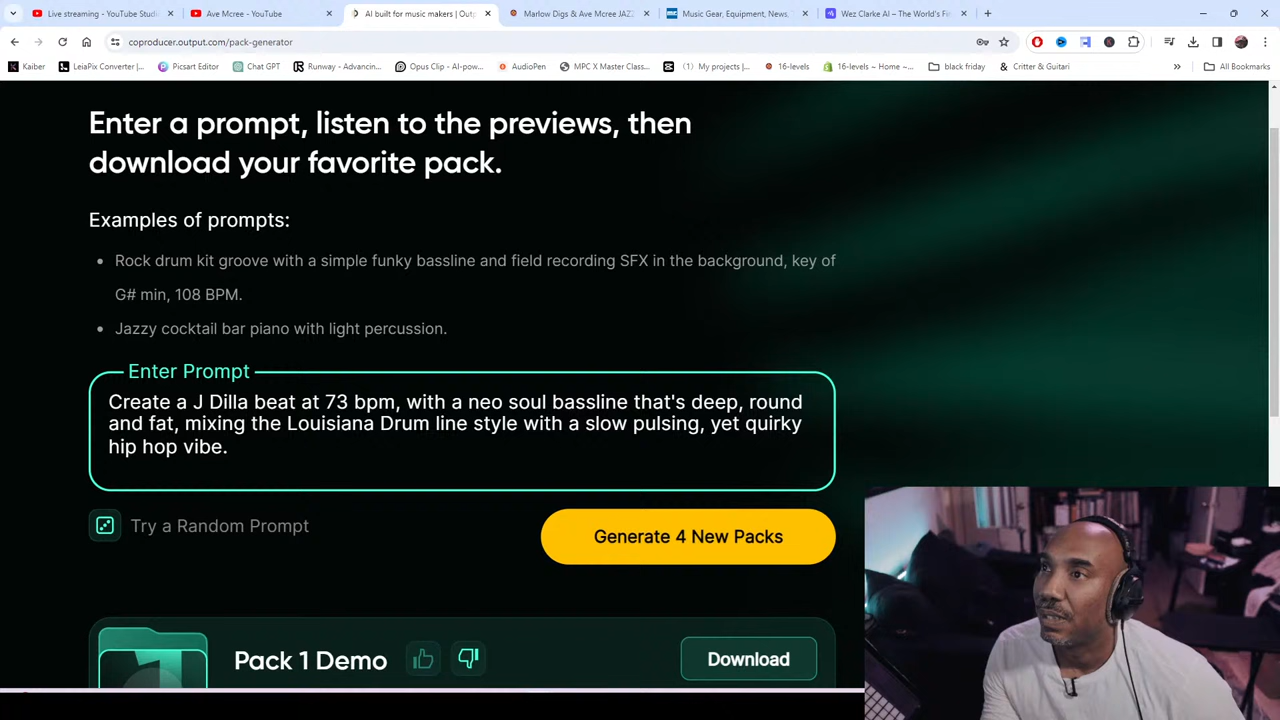 Live streaming - YouTube Studi
Ave Mcree - YouTube
AI built for music makers | Outp
Marlow Digs & Ave Mcree JAZZ
Music Gear, Equipment, News,
Wez Clarke AI – The World's Fir
coproducer.output.com/pack-generator
Kaiber
LeiaPix Converter |...
Picsart Editor
Chat GPT
Runway - Advancin...
Opus Clip - AI-pow...
AudioPen
MPC X Master Class...
(1) My projects |...
16-levels
16-levels ~ Home ~...
black friday
Critter & Guitari
All Bookmarks
Enter a prompt, listen to the previews, then
download your favorite pack.
Examples of prompts:
Rock drum kit groove with a simple funky bassline and field recording SFX in the background, key of
G# min, 108 BPM.
Jazzy cocktail bar piano with light percussion.
Enter Prompt
Create a J Dilla beat at 73 bpm, with a neo soul bassline that's deep, round
and fat, mixing the Louisiana Drum line style with a slow pulsing, yet quirky
hip hop vibe.
Try a Random Prompt
Generate 4 New Packs
Pack 1 Demo
Download